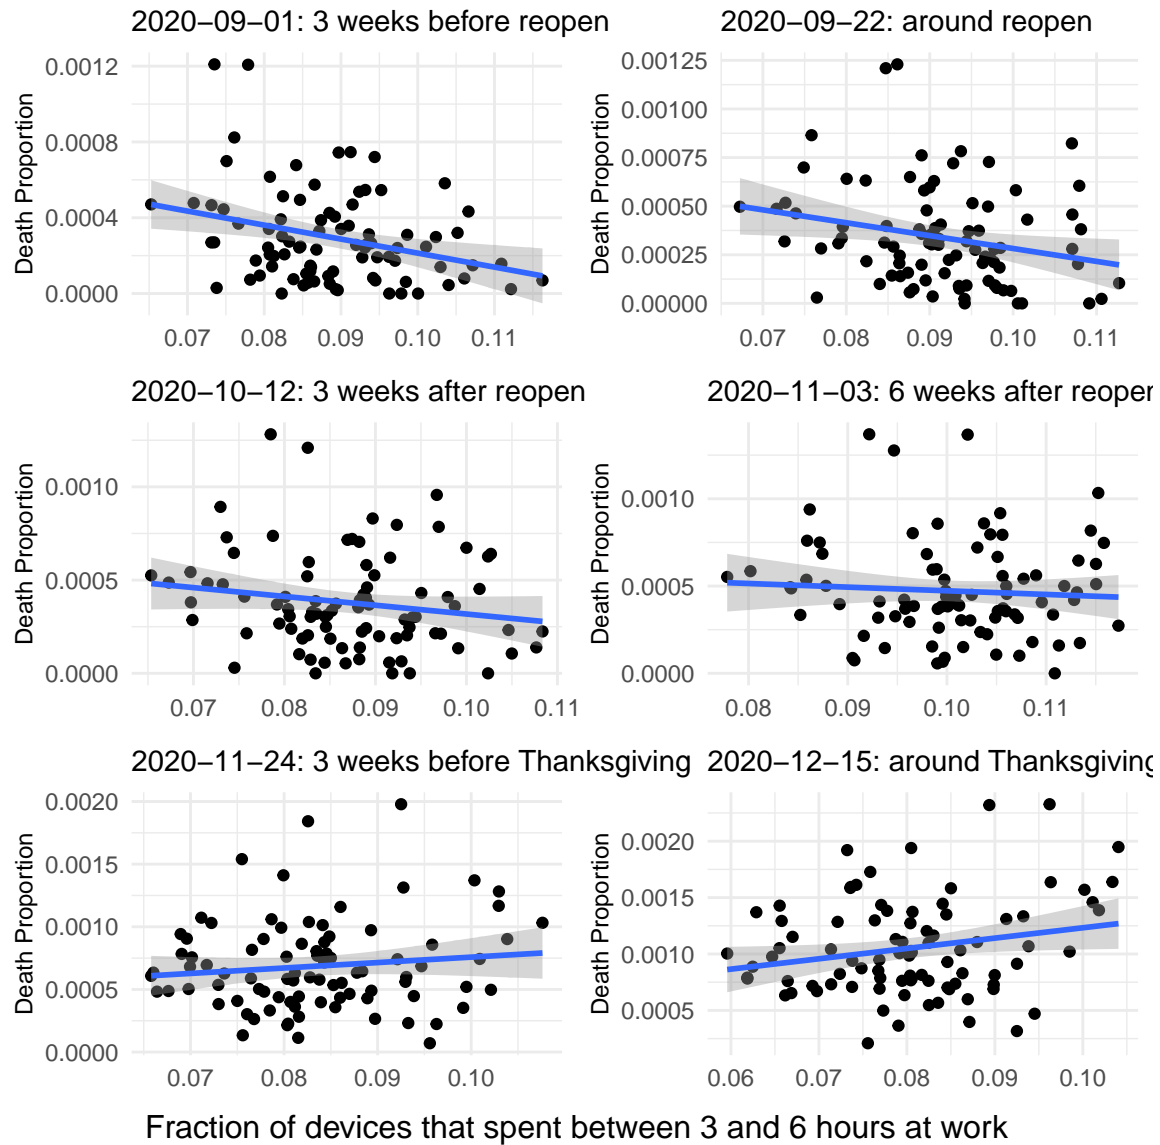 2020−09−01: 3 weeks before reopen
Death Proportion
0.0012
0.0008
0.0004
0.0000
0.07 0.08 0.09 0.10 0.11
2020−09−22: around reopen
Death Proportion
0.00125
0.00100
0.00075
0.00050
0.00025
0.00000
0.07 0.08 0.09 0.10 0.11
2020−10−12: 3 weeks after reopen
Death Proportion
0.0010
0.0005
0.0000
0.07 0.08 0.09 0.10 0.11
2020−11−03: 6 weeks after reopen
Death Proportion
0.0010
0.0005
0.0000
0.08 0.09 0.10 0.11
2020−11−24: 3 weeks before Thanksgiving
Death Proportion
0.0020
0.0015
0.0010
0.0005
0.0000
0.07 0.08 0.09 0.10
2020−12−15: around Thanksgiving
Death Proportion
0.0020
0.0015
0.0010
0.0005
0.06 0.07 0.08 0.09 0.10
Fraction of devices that spent between 3 and 6 hours at work